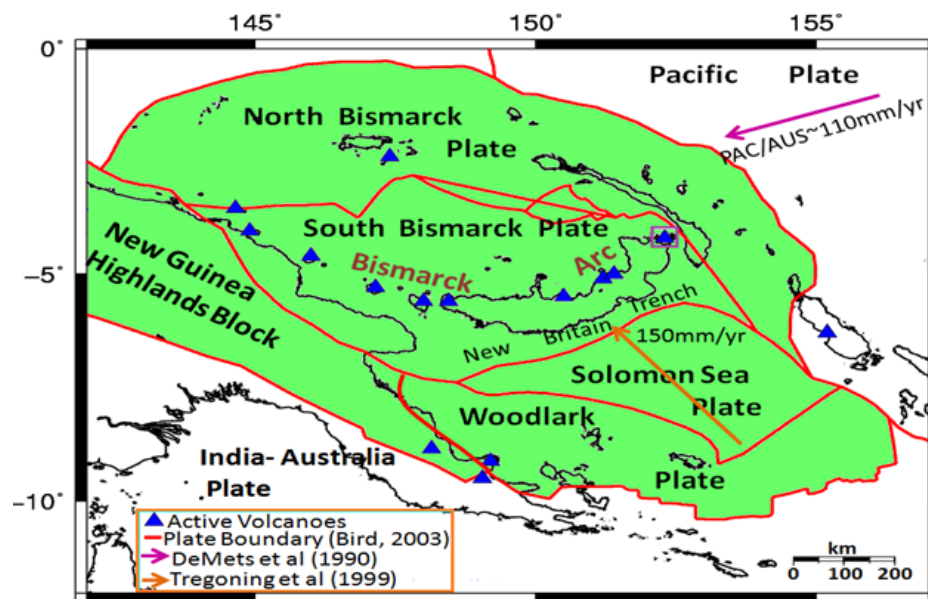 145° 150° 155°
0°
Pacific Plate
North Bismarck
Plate
PAC/AUS~110mm/yr
South Bismarck Plate
New Guinea
Highlands Block
Bismarck Arc
−5°
New Britain Trench
150mm/yr
Solomon Sea
Plate
Woodlark
Plate
India- Australia
Plate
−10°
Active Volcanoes
Plate Boundary (Bird, 2003)
DeMets et al (1990)
Tregoning et al (1999)
km
0 100 200